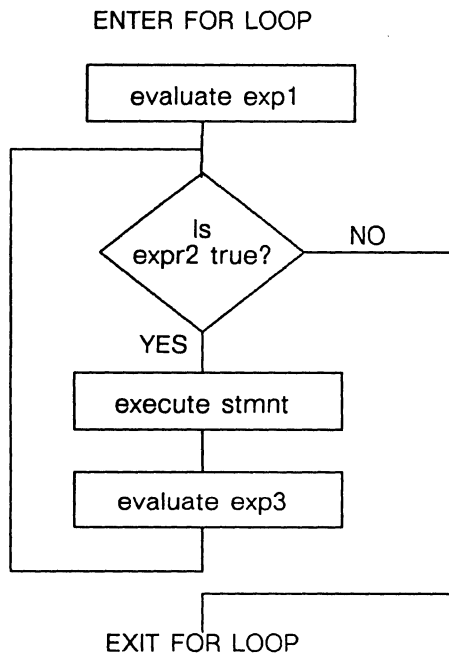 ENTER FOR LOOP
evaluate exp1
Is
expr2 true?
NO
YES
execute stmnt
evaluate exp3
EXIT FOR LOOP